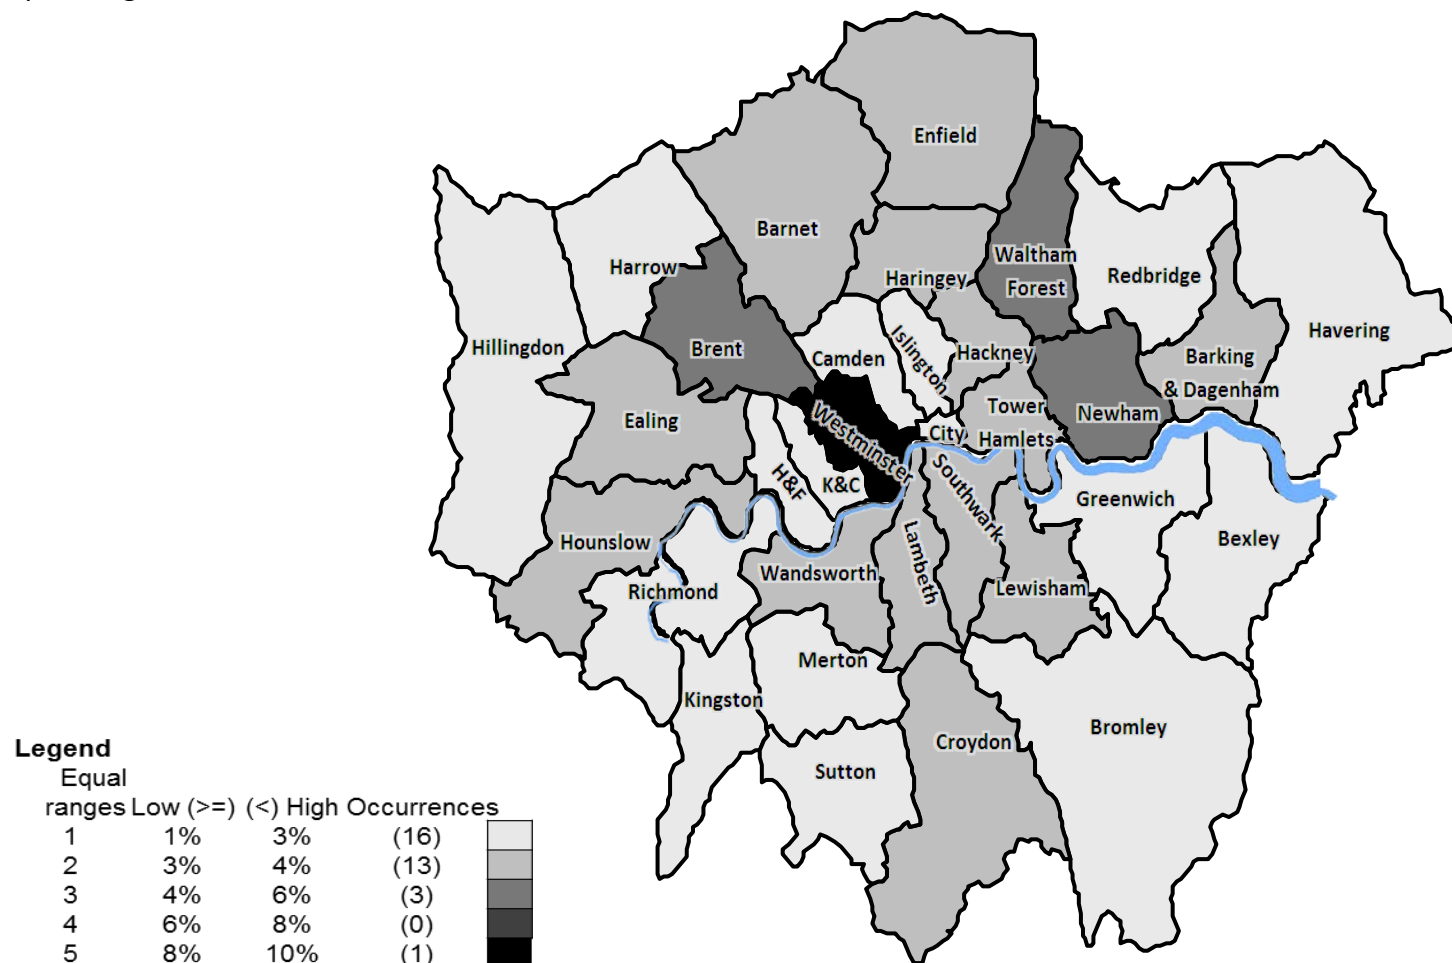 Enfield
Barnet
Waltham
Forest
Harrow
Haringey
Redbridge
Havering
Hillingdon
Brent
Camden
Islington
Hackney
Barking
& Dagenham
Ealing
Tower
Hamlets
Newham
Westminster
City
H&F
K&C
Southwark
Greenwich
Hounslow
Bexley
Lambeth
Wandsworth
Richmond
Lewisham
Merton
Kingston
Bromley
Croydon
Sutton
Legend
Equal
ranges Low (>=) (<) High Occurrences
1 1% 3% (16)
2 3% 4% (13)
3 4% 6% (3)
4 6% 8% (0)
5 8% 10% (1)